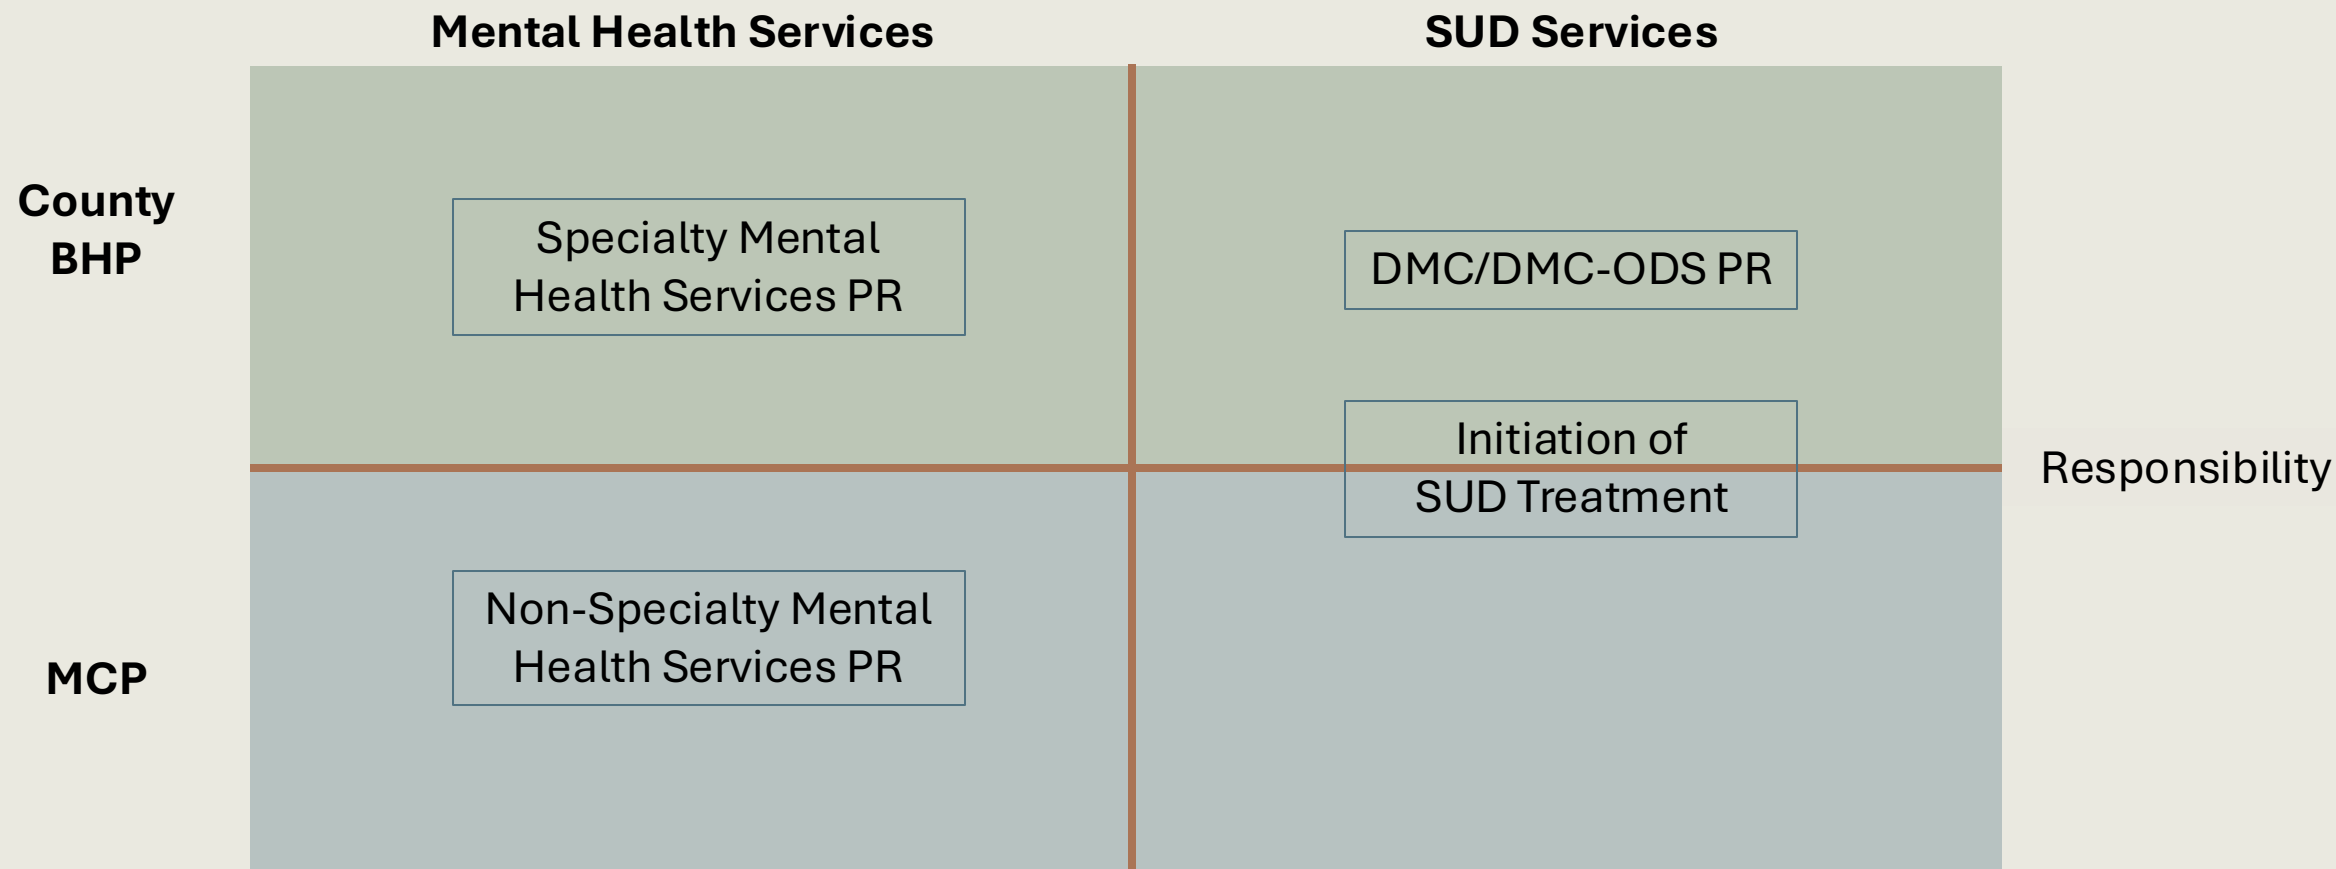 Mental Health Services
SUD Services
County
BHP
Specialty Mental
Health Services PR
DMC/DMC-ODS PR
Initiation of
SUD Treatment
Responsibility
MCP
Non-Specialty Mental
Health Services PR